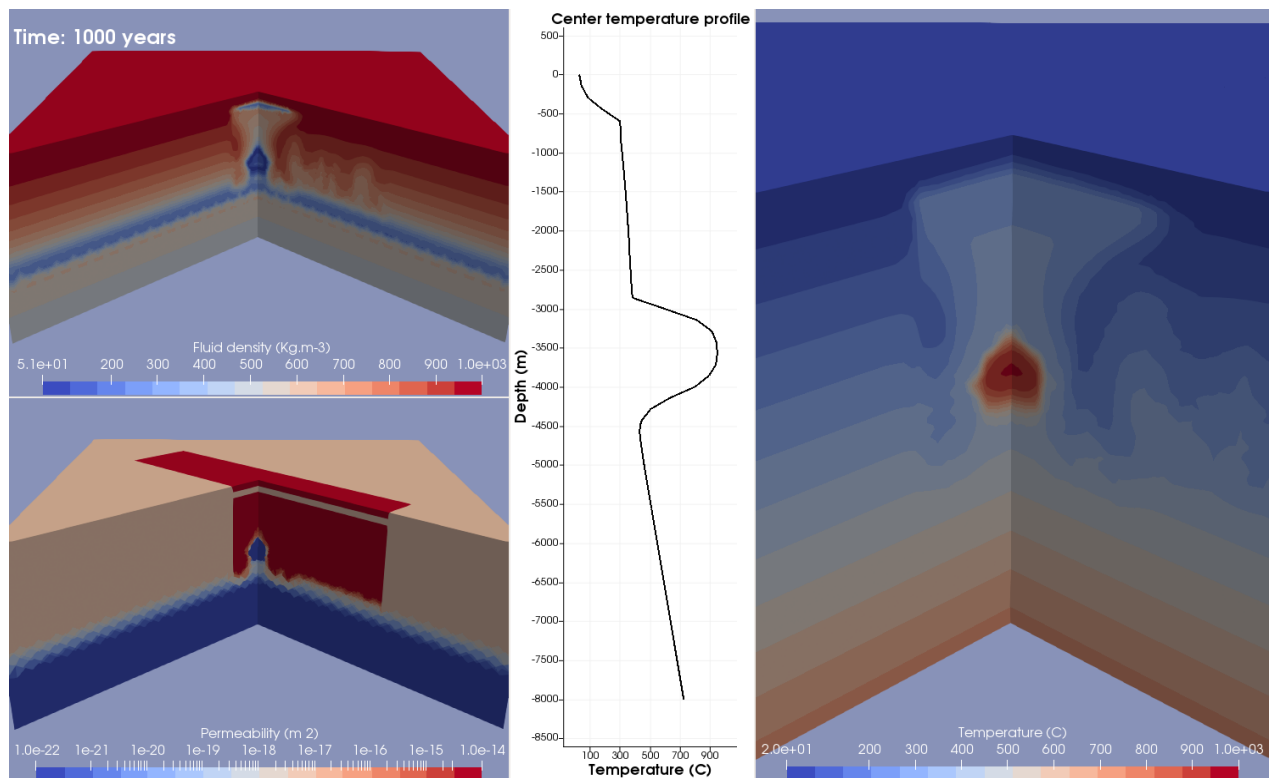 Time: 1000 years
Fluid density (Kg.m-3)
5.1e+01 200 300 400 500 600 700 800 1.0e+03
Permeability (m 2)
1.0e-22 1e-21 1e-20 1e-19 1e-18 1e-17 1e-16 1e-15 1.0e-14
Center temperature profile
500
0
-500
-1000
-1500
-2000
-2500
-3000
-3500
-4000
-4500
-5000
-5500
-6000
-6500
-7000
-7500
-8000
-8500
Depth (m)
100 300 500 700 900
Temperature (C)
Temperature (C)
2.0e+01 200 300 400 500 600 700 800 900 1.0e+03